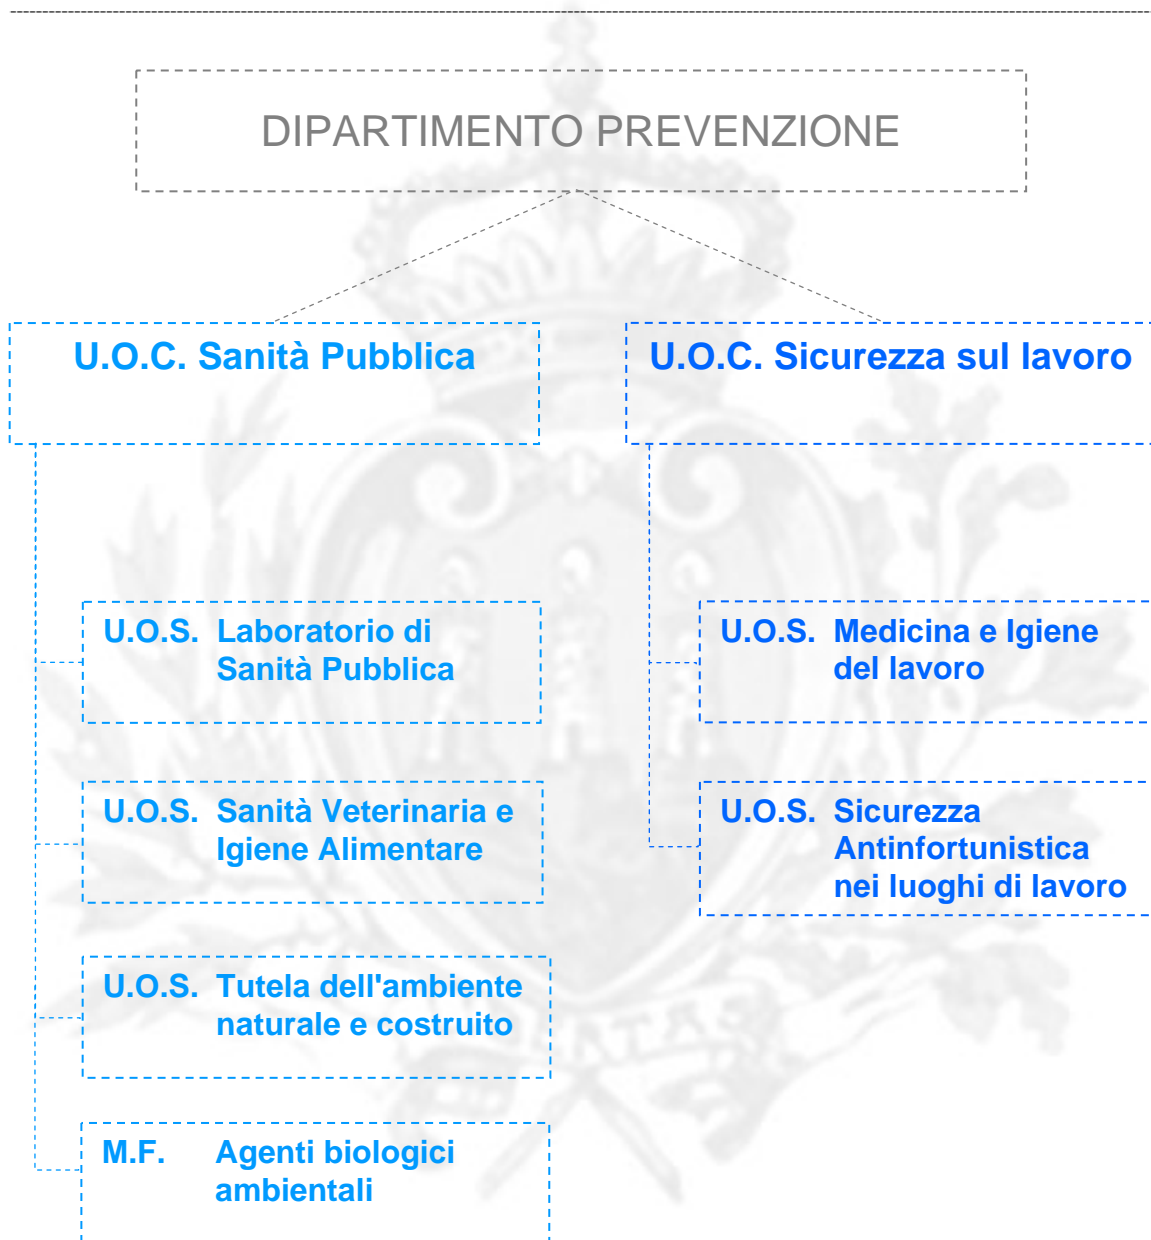 DIPARTIMENTO PREVENZIONE
U.O.C. Sanità Pubblica
U.O.S. Laboratorio di
Sanità Pubblica
U.O.S. Sanità Veterinaria e
Igiene Alimentare
U.O.S. Tutela dell'ambiente
naturale e costruito
M.F. Agenti biologici
ambientali
U.O.C. Sicurezza sul lavoro
U.O.S. Medicina e Igiene
del lavoro
U.O.S. Sicurezza
Antinfortunistica
nei luoghi di lavoro